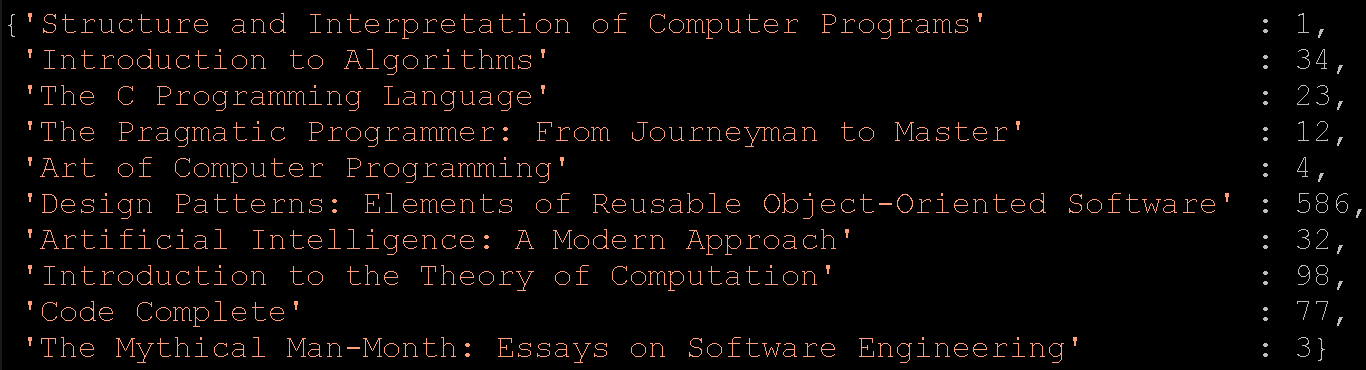 {'Structure and Interpretation of Computer Programs' : 1,
'Introduction to Algorithms' : 34,
'The C Programming Language' : 23,
'The Pragmatic Programmer: From Journeyman to Master' : 12,
'Art of Computer Programming' : 4,
'Design Patterns: Elements of Reusable Object-Oriented Software' : 586,
'Artificial Intelligence: A Modern Approach' : 32,
'Introduction to the Theory of Computation' : 98,
'Code Complete' : 77,
'The Mythical Man-Month: Essays on Software Engineering' : 3}